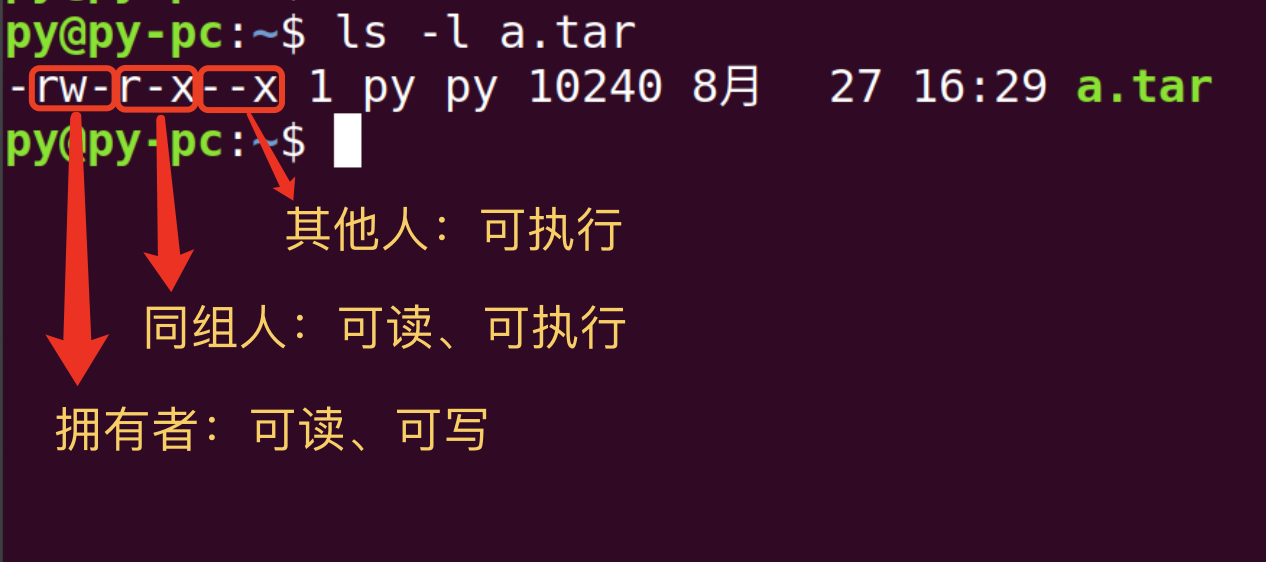 py@py-pc:~$ ls -l a.tar
-rw-r-x--x 1 py py 10240 8月  27 16:29 a.tar
py@py-pc:~$
其他人：可执行
同组人：可读、可执行
拥有者：可读、可写